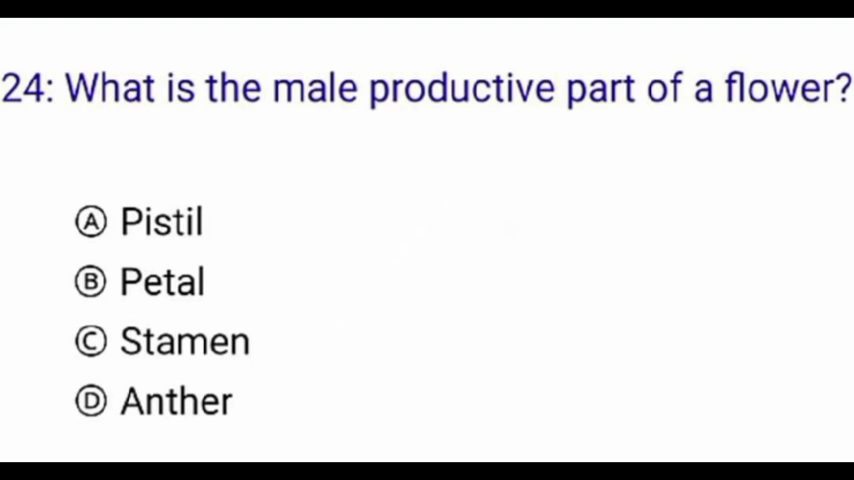 24: What is the male productive part of a flower?
Ⓐ Pistil
Ⓑ Petal
Ⓒ Stamen
Ⓓ Anther